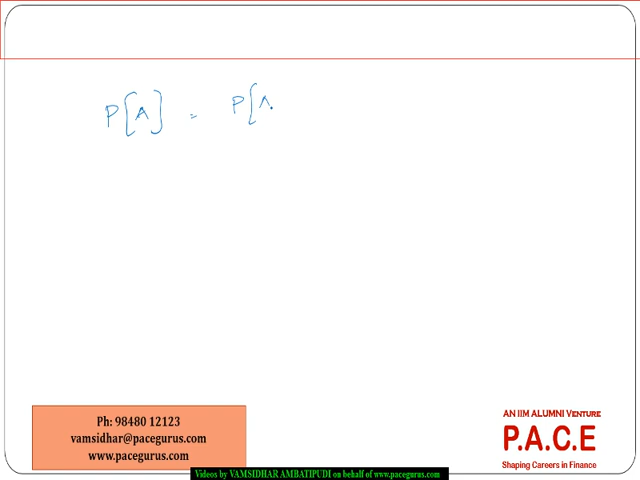 P[A] = P[A
Ph: 98480 12123
vamsidhar@pacegurus.com
www.pacegurus.com
AN IIM ALUMNI VENTURE
P.A.C.E
Shaping Careers in Finance
Videos by VAMSIDHAR AMBATIPUDI on behalf of www.pacegurus.com